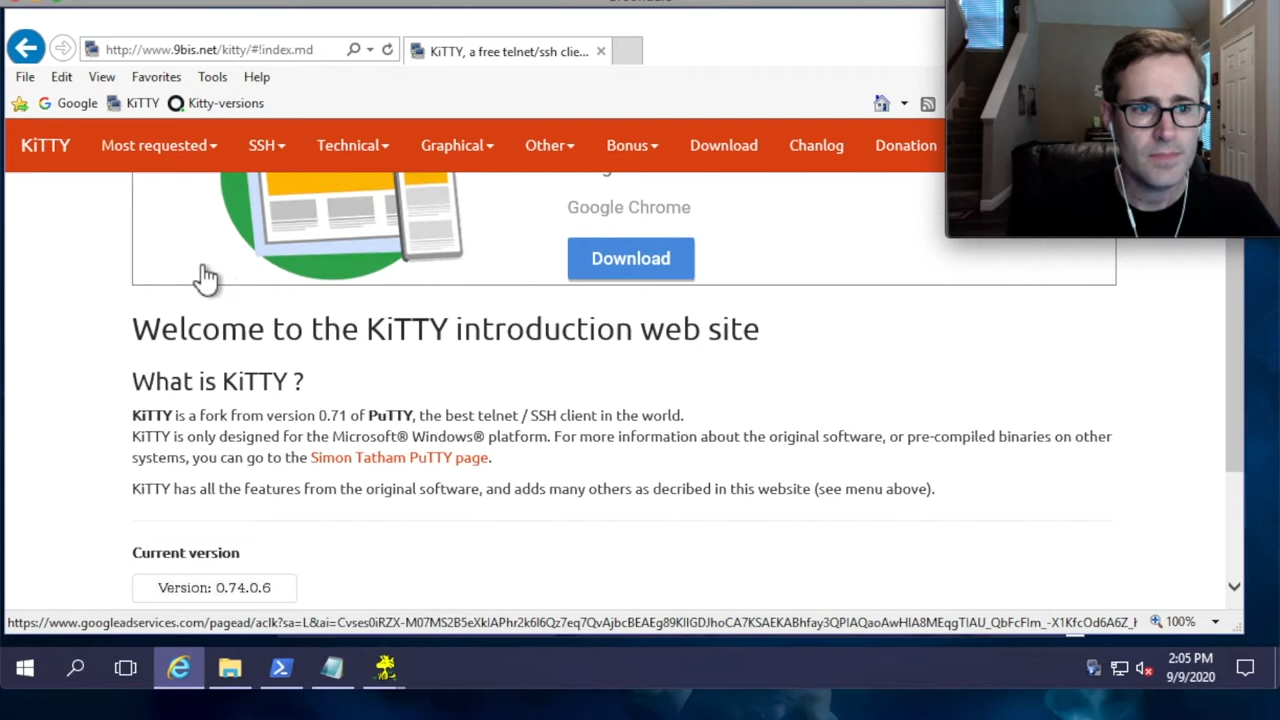 http://www.9bis.net/kitty/#!index.md
KiTTY, a free telnet/ssh clie...
File Edit View Favorites Tools Help
Google KiTTY Kitty-versions
KiTTY Most requested SSH Technical Graphical Other Bonus Download Chanlog Donation
Google Chrome
Download
Welcome to the KiTTY introduction web site
What is KiTTY ?
KiTTY is a fork from version 0.71 of PuTTY, the best telnet / SSH client in the world.
KiTTY is only designed for the Microsoft® Windows® platform. For more information about the original software, or pre-compiled binaries on other
systems, you can go to the Simon Tatham PuTTY page.
KiTTY has all the features from the original software, and adds many others as decribed in this website (see menu above).
Current version
Version: 0.74.0.6
100%
2:05 PM
9/9/2020